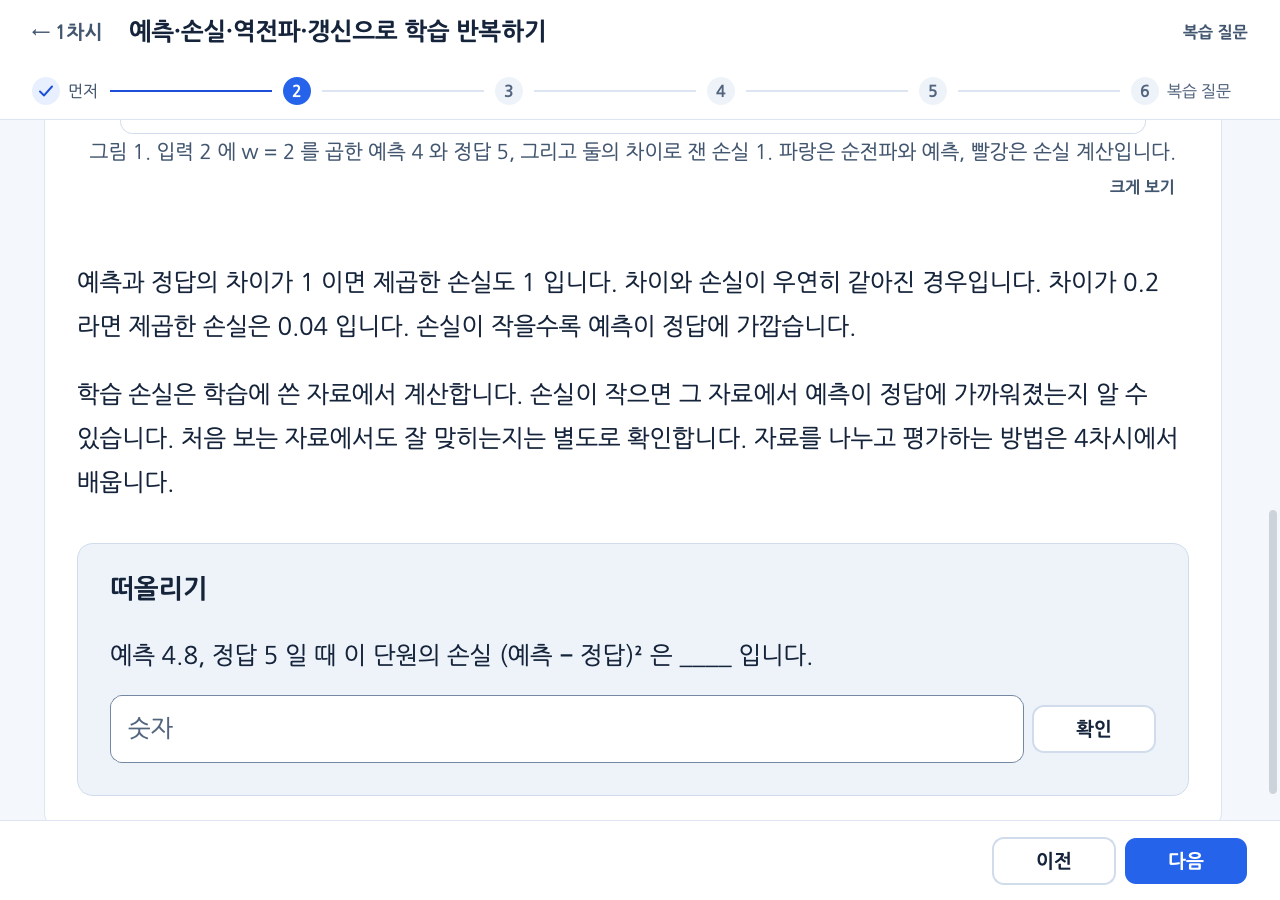 ← 1차시 예측·손실·역전파·갱신으로 학습 반복하기
복습 질문
먼저 2 3 4 5 6 복습 질문
그림 1. 입력 2 에 w = 2 를 곱한 예측 4 와 정답 5, 그리고 둘의 차이로 잰 손실 1. 파랑은 순전파와 예측, 빨강은 손실 계산입니다.
크게 보기
예측과 정답의 차이가 1 이면 제곱한 손실도 1 입니다. 차이와 손실이 우연히 같아진 경우입니다. 차이가 0.2
라면 제곱한 손실은 0.04 입니다. 손실이 작을수록 예측이 정답에 가깝습니다.
학습 손실은 학습에 쓴 자료에서 계산합니다. 손실이 작으면 그 자료에서 예측이 정답에 가까워졌는지 알 수
있습니다. 처음 보는 자료에서도 잘 맞히는지는 별도로 확인합니다. 자료를 나누고 평가하는 방법은 4차시에서
배웁니다.
떠올리기
예측 4.8, 정답 5 일 때 이 단원의 손실 (예측 − 정답)² 은 ____ 입니다.
숫자
확인
이전
다음